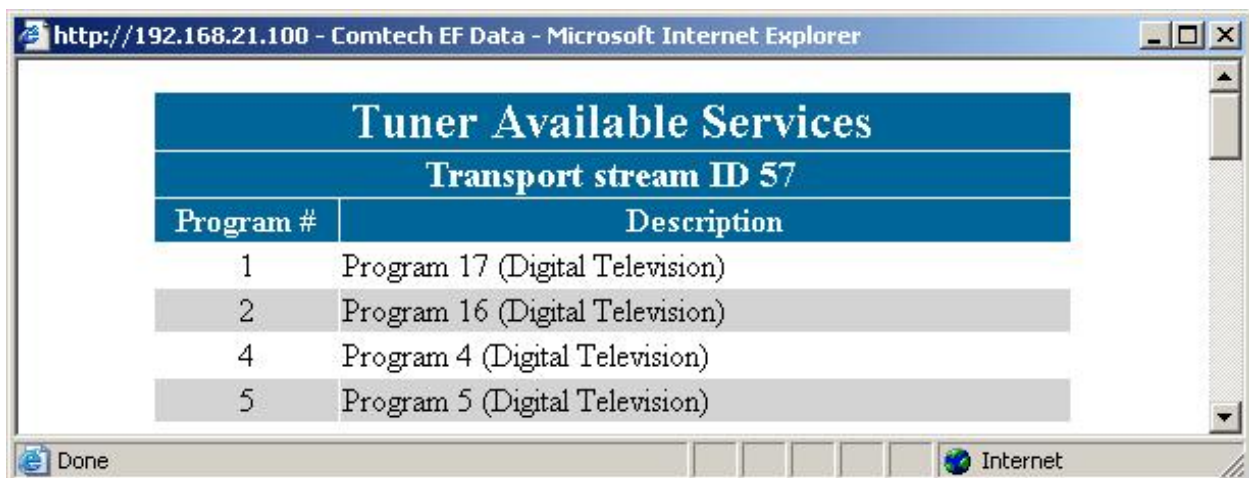 http://192.168.21.100 - Comtech EF Data - Microsoft Internet Explorer
Tuner Available Services
Transport stream ID 57
Program # Description
1 Program 17 (Digital Television)
2 Program 16 (Digital Television)
4 Program 4 (Digital Television)
5 Program 5 (Digital Television)
Done Internet